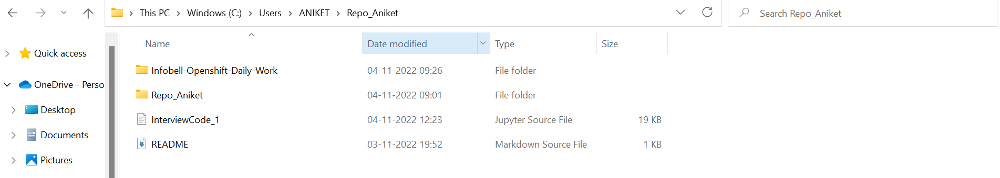 This PC > Windows (C:) > Users > ANIKET > Repo_Aniket
Search Repo_Aniket
Quick access
OneDrive - Perso
Desktop
Documents
Pictures
Name Date modified Type Size
Infobell-Openshift-Daily-Work 04-11-2022 09:26 File folder
Repo_Aniket 04-11-2022 09:01 File folder
InterviewCode_1 04-11-2022 12:23 Jupyter Source File 19 KB
README 03-11-2022 19:52 Markdown Source File 1 KB